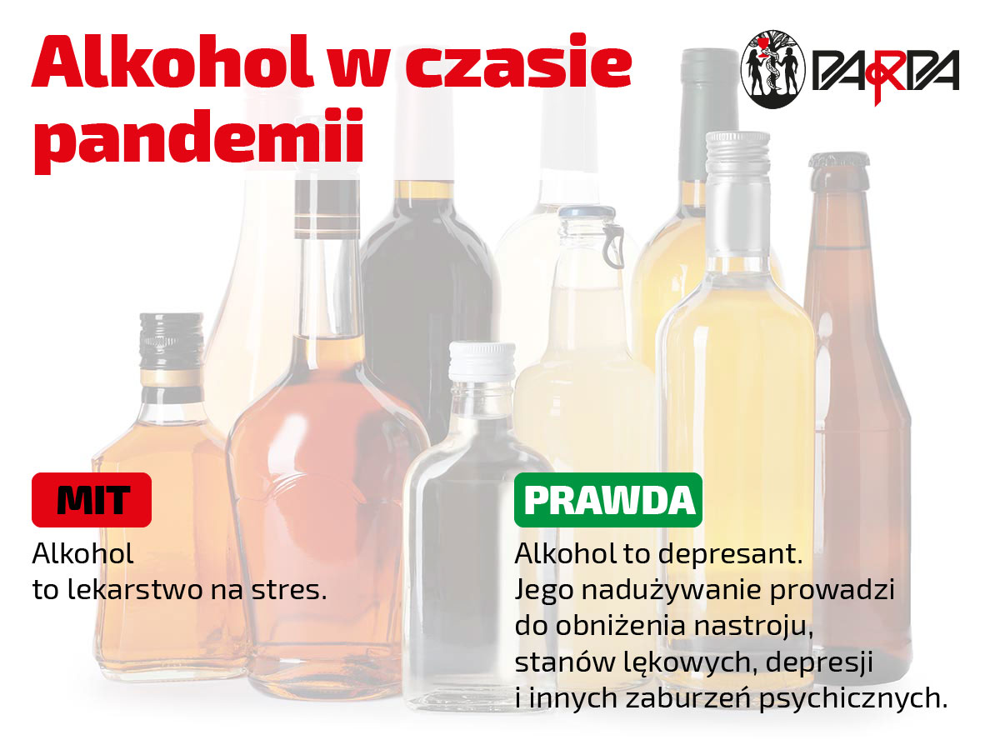 Alkohol w czasie
pandemii
PARPA
MIT
Alkohol
to lekarstwo na stres.
PRAWDA
Alkohol to depresant.
Jego nadużywanie prowadzi
do obniżenia nastroju,
stanów lękowych, depresji
i innych zaburzeń psychicznych.